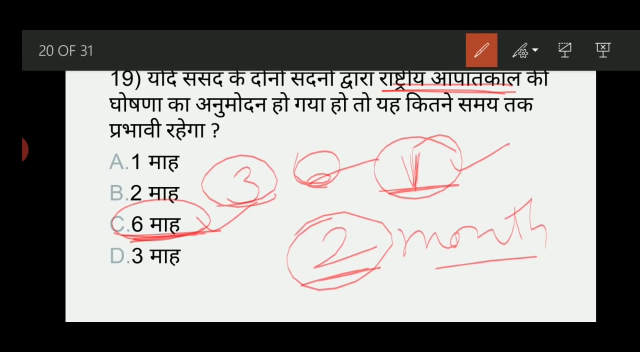 20 OF 31
19) यदि संसद के दोनों सदनों द्वारा राष्ट्रीय आपातकाल की
घोषणा का अनुमोदन हो गया हो तो यह कितने समय तक
प्रभावी रहेगा ?
A.1 माह
B.2 माह
3
C.6 माह
2 month
D.3 माह